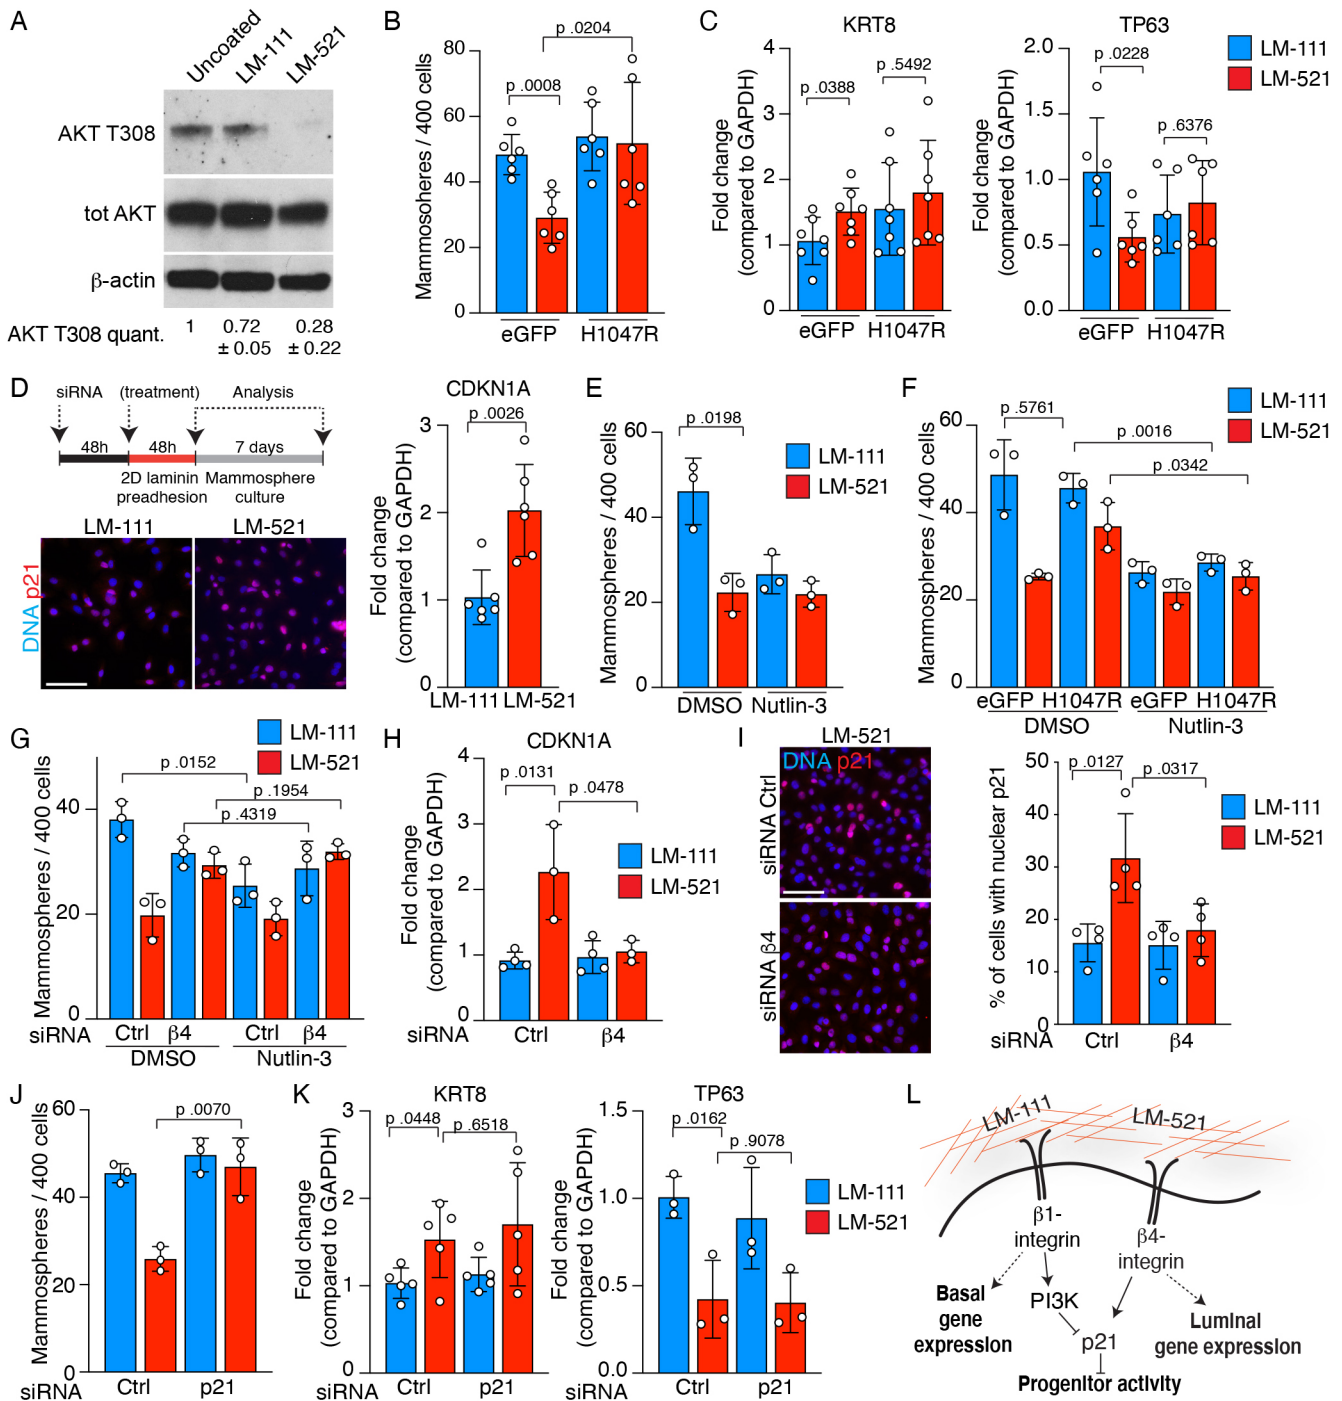 A
Uncoated
LM-111
LM-521
AKT T308
tot AKT
β-actin
AKT T308 quant.
1
0.72
± 0.05
0.28
± 0.22
B
Mammospheres / 400 cells
80
60
40
20
0
p .0204
p .0008
eGFP
H1047R
C
KRT8
Fold change
(compared to GAPDH)
4
3
2
1
0
p .0388
p .5492
eGFP
H1047R
TP63
Fold change
(compared to GAPDH)
2.0
1.5
1.0
0.5
0.0
p .0228
p .6376
eGFP
H1047R
LM-111
LM-521
D
siRNA
(treatment)
Analysis
48h
48h
7 days
2D laminin
preadhesion
Mammosphere
culture
LM-111
LM-521
DNA p21
CDKN1A
Fold change
(compared to GAPDH)
3
2
1
0
p .0026
LM-111 LM-521
E
Mammospheres / 400 cells
60
40
20
0
p .0198
DMSO Nutlin-3
LM-111
LM-521
F
Mammospheres / 400 cells
60
40
20
0
p .5761
p .0016
p .0342
eGFP H1047R eGFP H1047R
DMSO
Nutlin-3
LM-111
LM-521
G
LM-111
LM-521
Mammospheres / 400 cells
40
20
0
p .0152
p .1954
p .4319
siRNA
Ctrl β4 Ctrl β4
DMSO
Nutlin-3
H
CDKN1A
Fold change
(compared to GAPDH)
4
3
2
1
0
p .0131
p .0478
LM-111
LM-521
siRNA
Ctrl
β4
I
LM-521
DNA p21
siRNA Ctrl
siRNA β4
% of cells with nuclear p21
50
40
30
20
10
0
p .0127
p .0317
LM-111
LM-521
siRNA
Ctrl
β4
J
Mammospheres / 400 cells
60
40
20
0
p .0070
siRNA
Ctrl
p21
K
KRT8
Fold change
(compared to GAPDH)
3
2
1
0
p .0448
p .6518
siRNA
Ctrl
p21
TP63
Fold change
(compared to GAPDH)
1.5
1.0
0.5
0.0
p .0162
p .9078
siRNA
Ctrl
p21
LM-111
LM-521
L
LM-111
LM-521
β1-
integrin
β4-
integrin
Basal
gene
expression
PI3K
p21
Luminal
gene expression
Progenitor activity